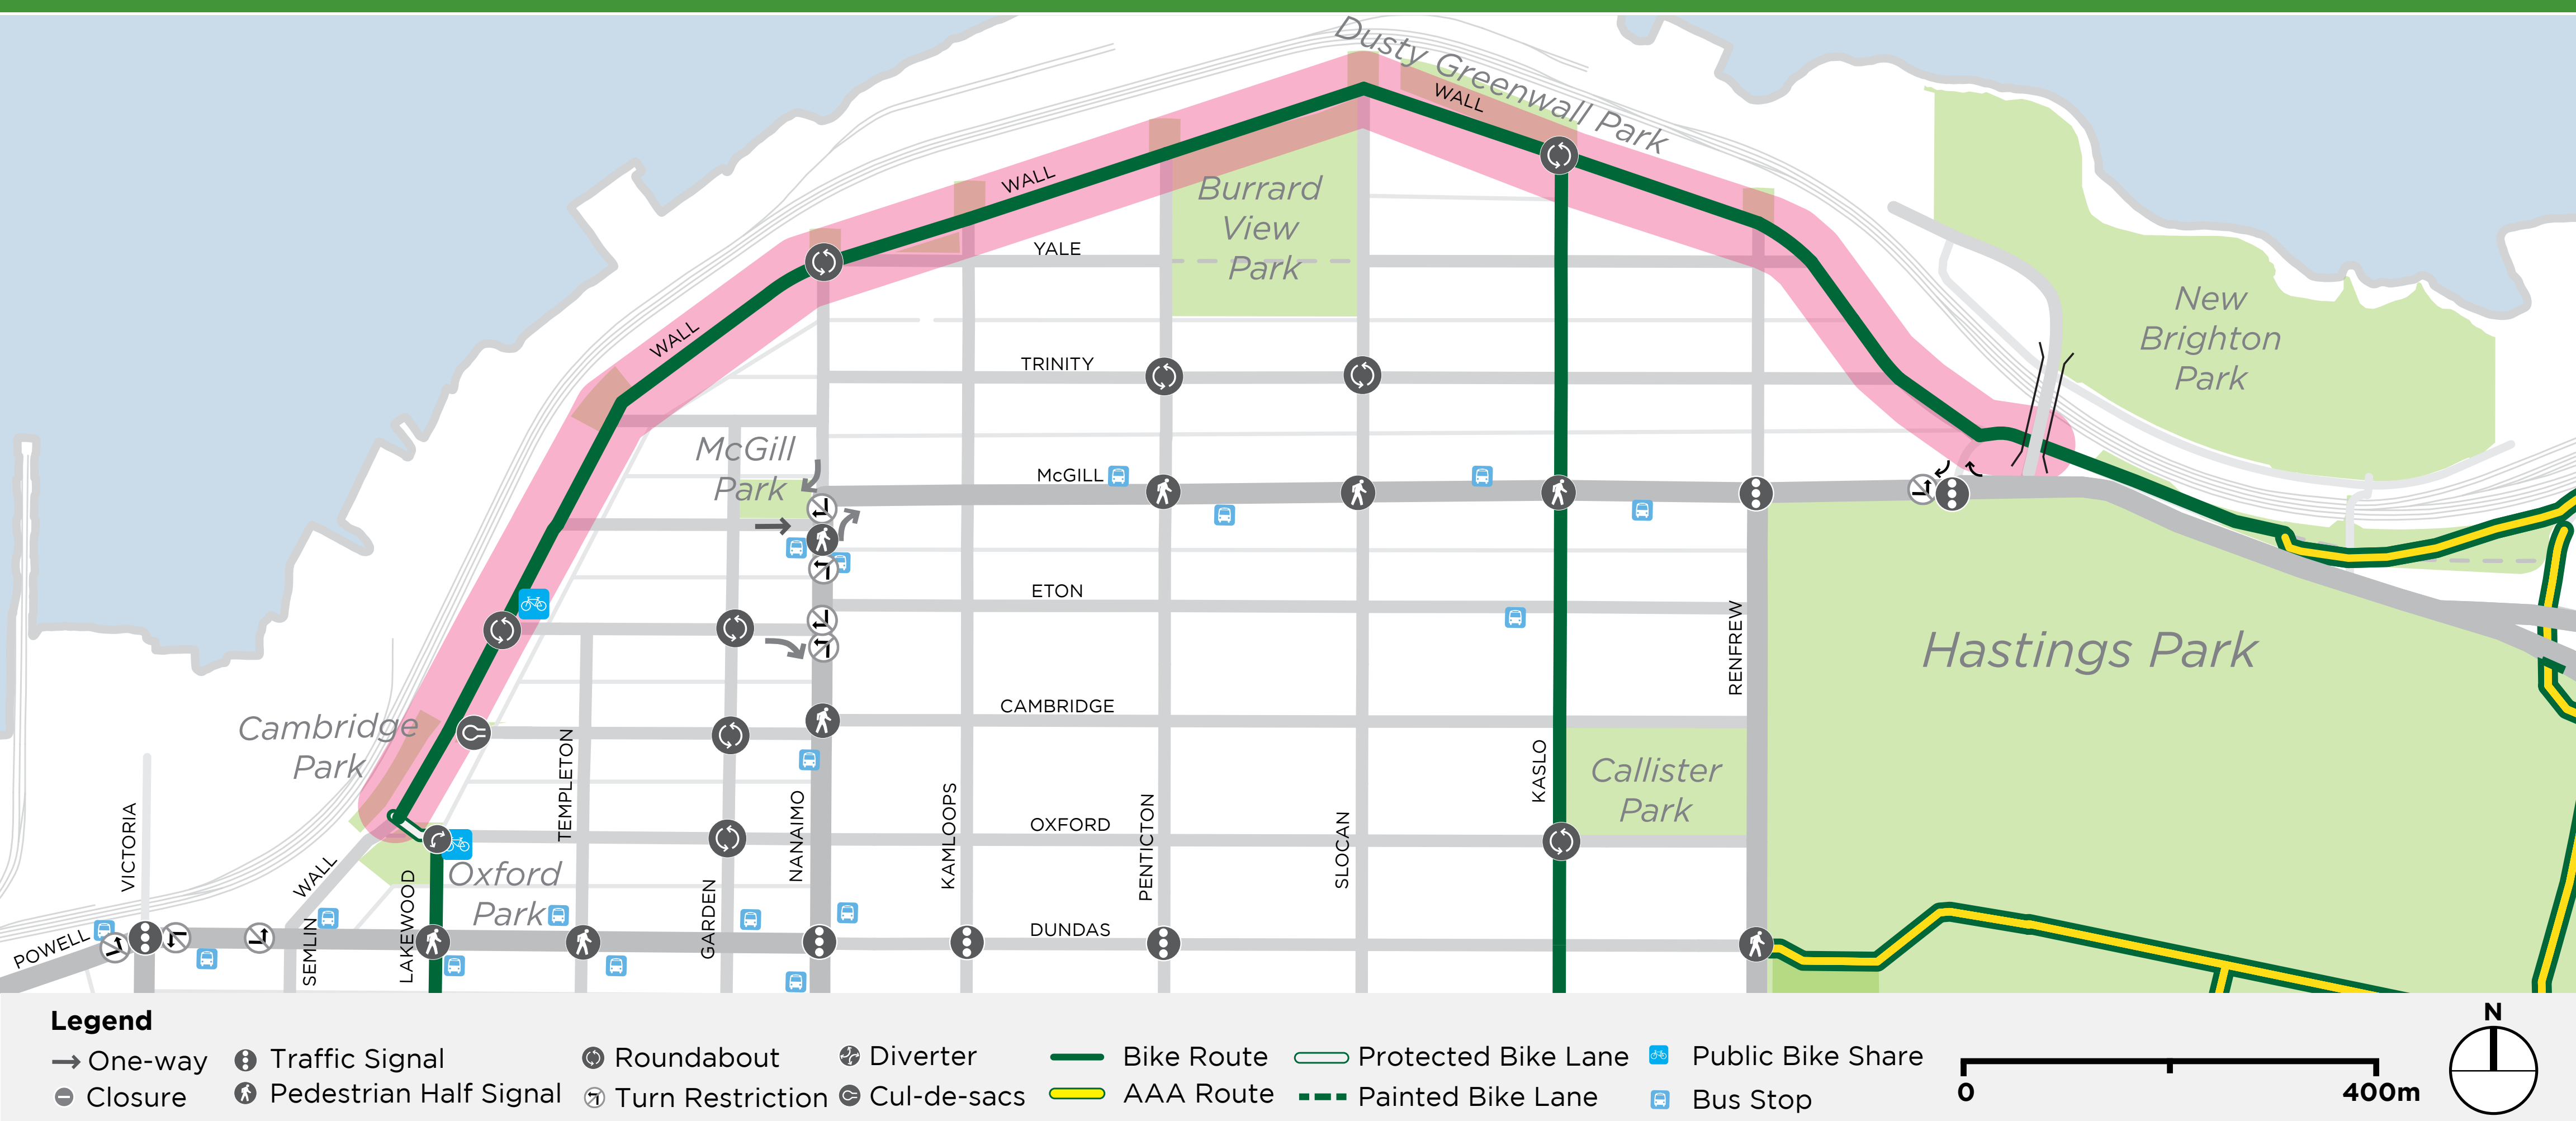 Dusty Greenwall Park
WALL
WALL
Burrard
View
Park
YALE
WALL
New
Brighton
Park
TRINITY
McGill
Park
McGILL
ETON
RENFREW
Hastings Park
CAMBRIDGE
Cambridge
Park
TEMPLETON
KASLO
Callister
Park
VICTORIA
NANAIMO
KAMLOOPS
PENTICTON
SLOCAN
OXFORD
WALL
LAKEWOOD
Oxford
Park
GARDEN
SEMLIN
POWELL
DUNDAS
Legend
One-way
Closure
Traffic Signal
Pedestrian Half Signal
Roundabout
Turn Restriction
Diverter
Cul-de-sacs
Bike Route
AAA Route
Protected Bike Lane
Painted Bike Lane
Public Bike Share
Bus Stop
0
400m
N